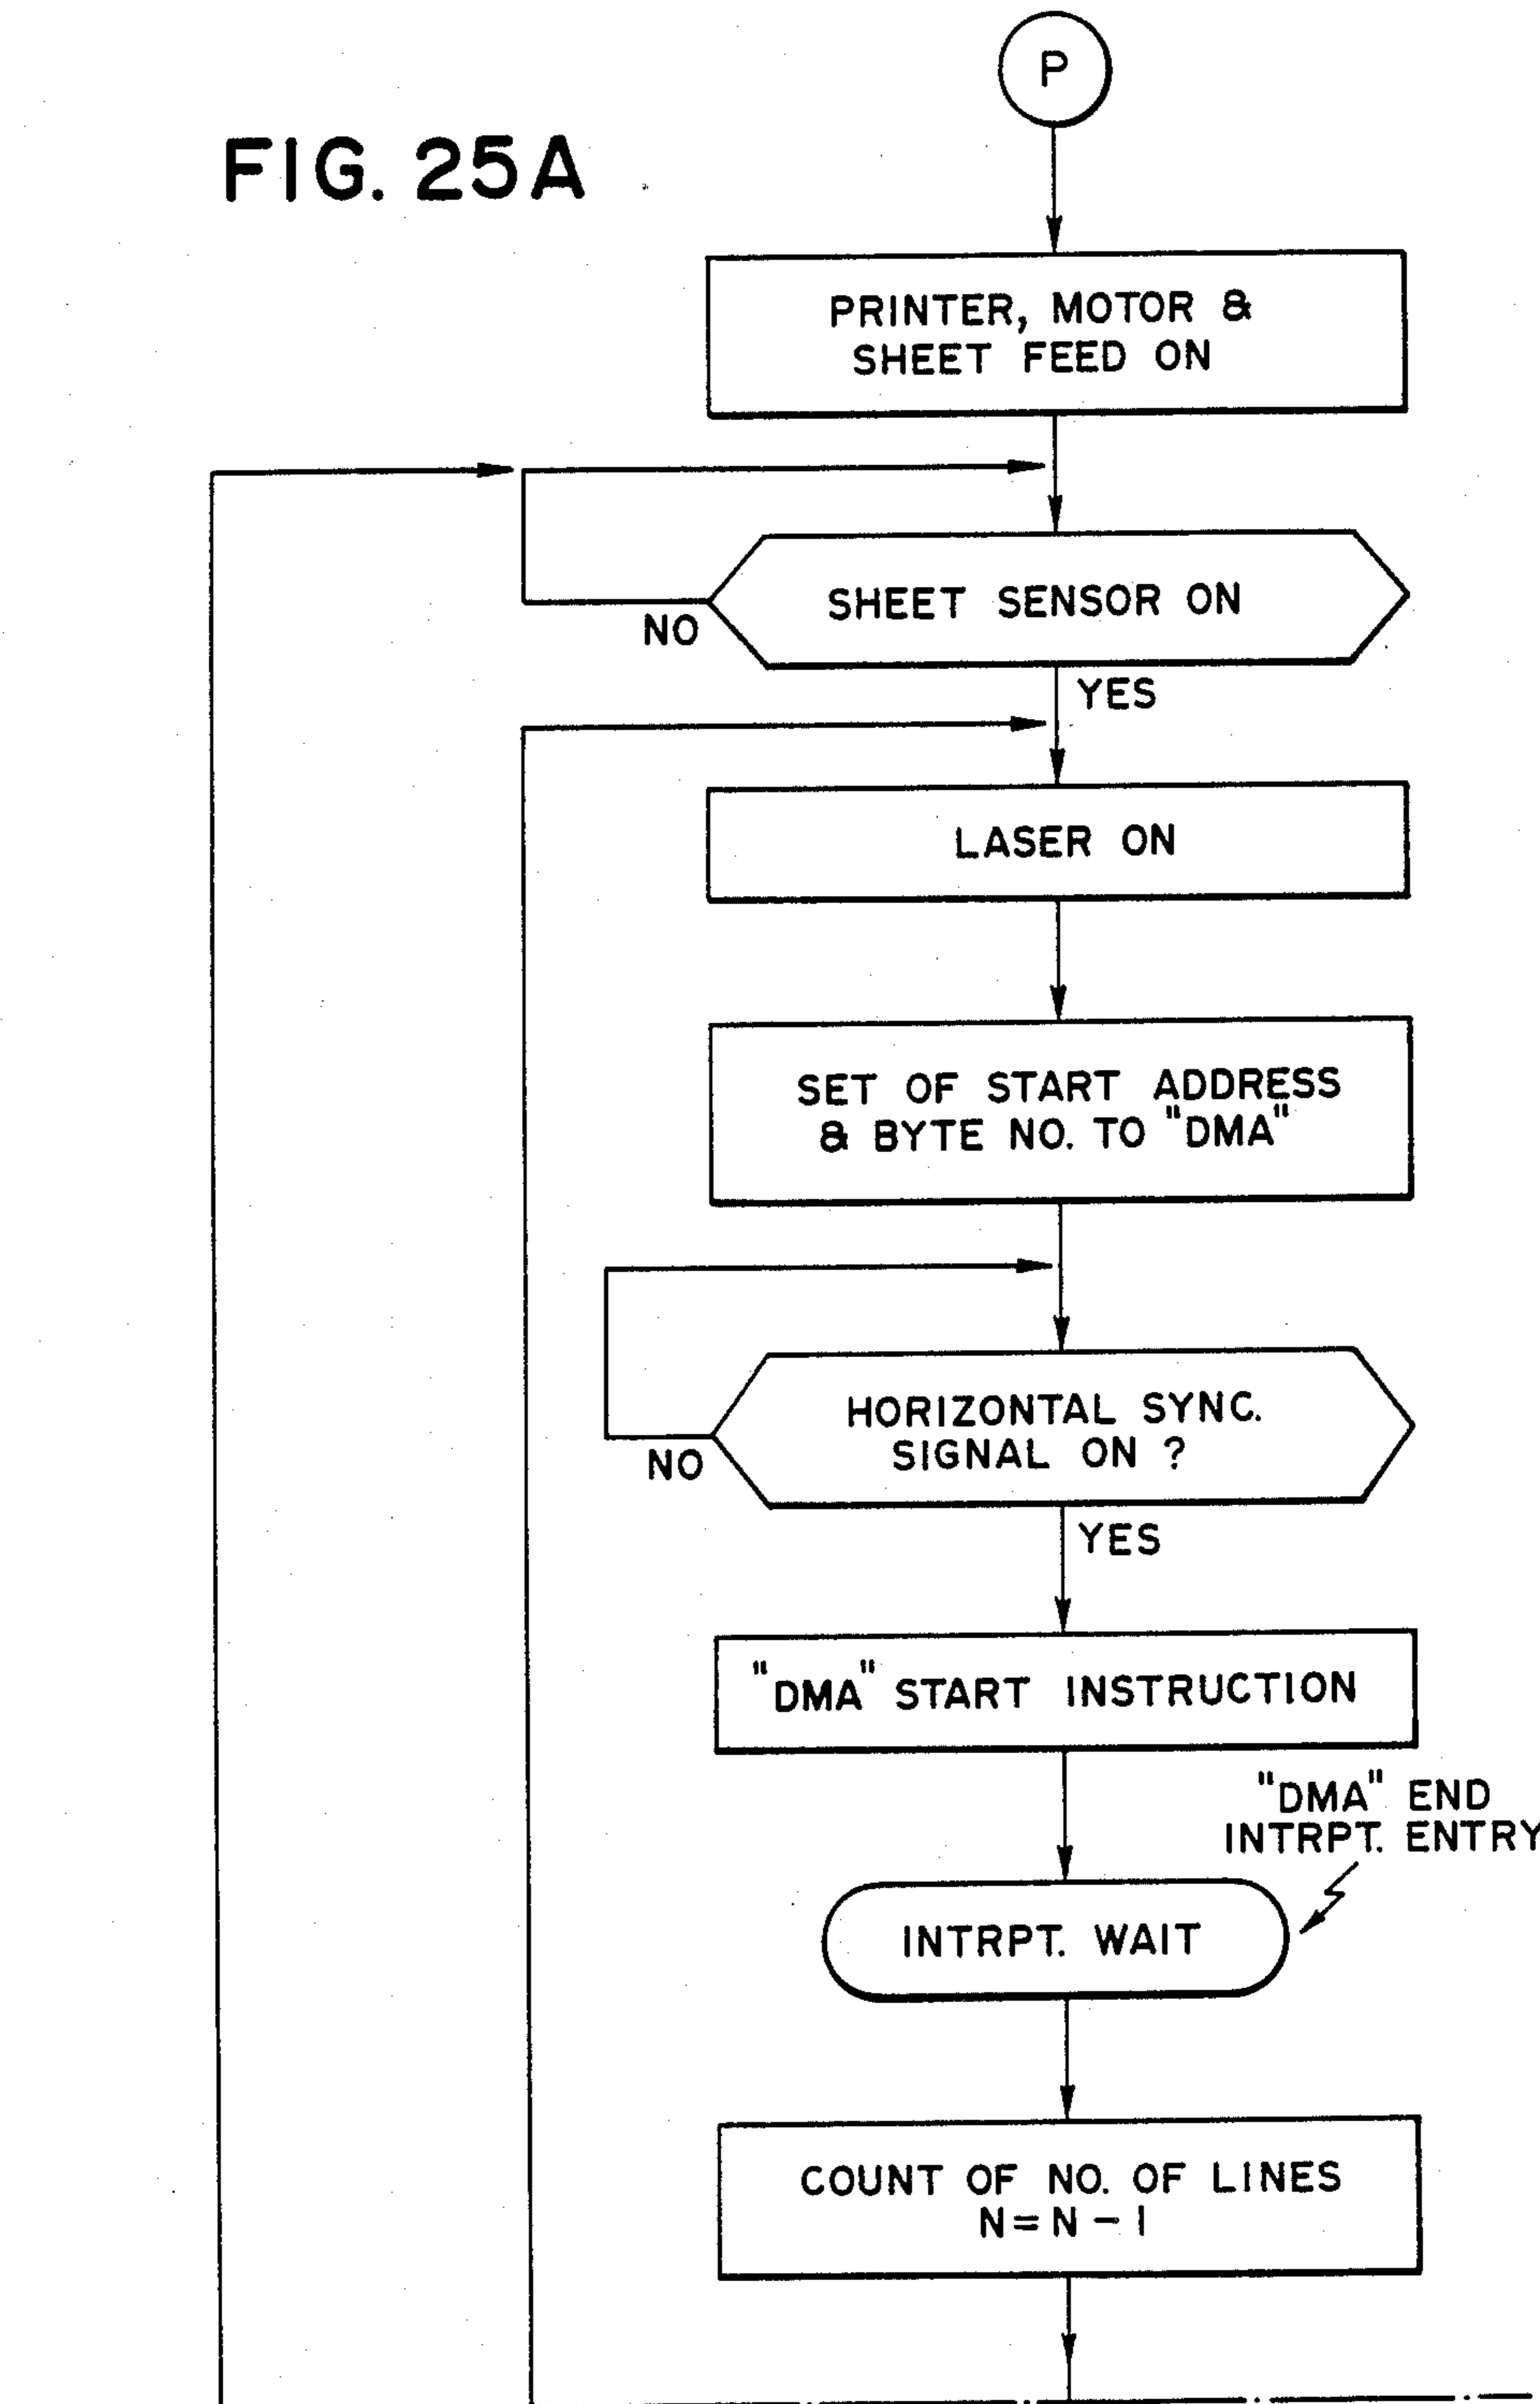 P
FIG. 25A
PRINTER, MOTOR &
SHEET FEED ON
SHEET SENSOR ON
NO
YES
LASER ON
SET OF START ADDRESS
& BYTE NO. TO "DMA"
HORIZONTAL SYNC.
SIGNAL ON ?
NO
YES
"DMA" START INSTRUCTION
"DMA" END
INTRPT. ENTRY
INTRPT. WAIT
COUNT OF NO. OF LINES
N = N - 1